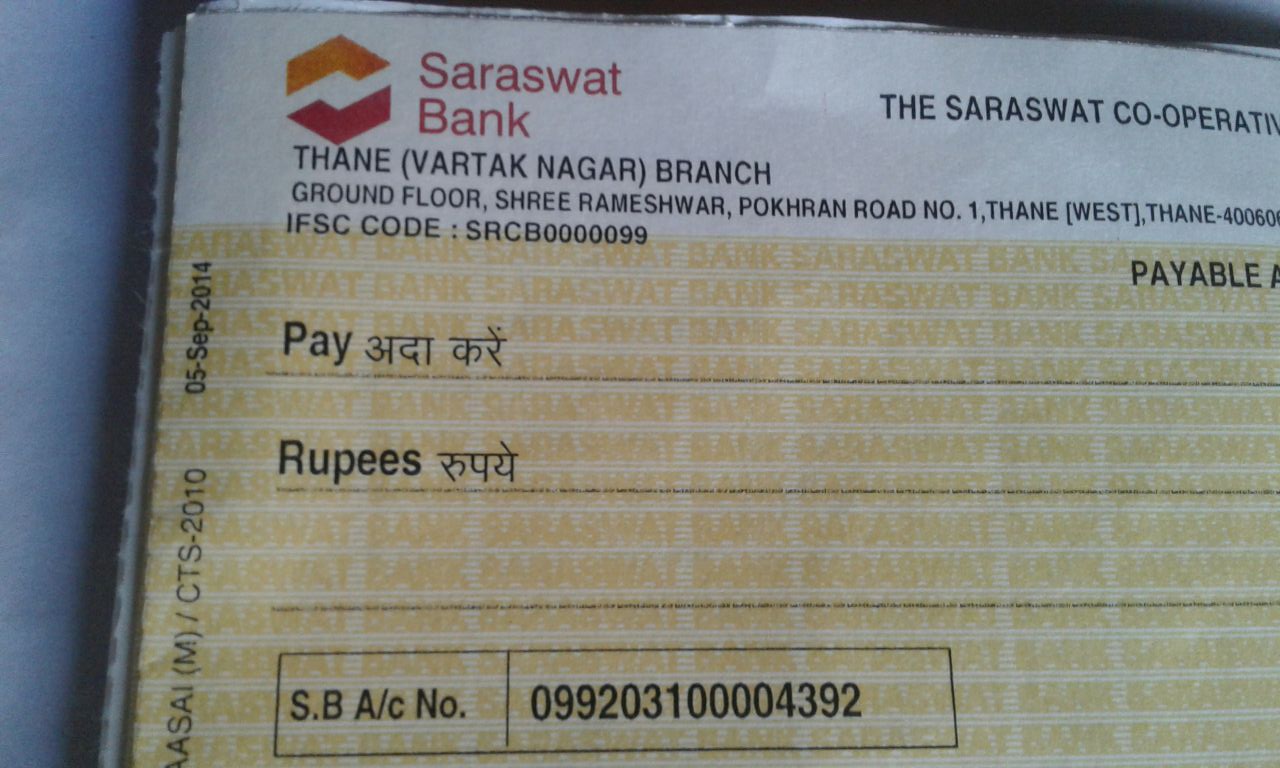 Saraswat
Bank
THE SARASWAT CO-OPERATIV
THANE (VARTAK NAGAR) BRANCH
GROUND FLOOR, SHREE RAMESHWAR, POKHRAN ROAD NO. 1,THANE [WEST],THANE-400606
IFSC CODE : SRCB0000099
PAYABLE A
05-Sep-2014
Pay अदा करें
Rupees रुपये
AASAI (M) / CTS-2010
S.B A/c No. 099203100004392